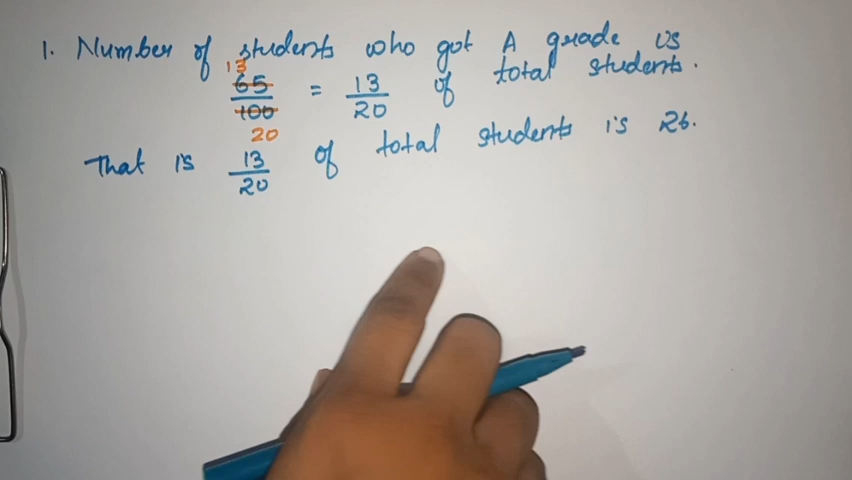 1. Number of students who got A grade is
13
65/100 = 13/20 of total students.
20
That is 13/20 of total students is 26.